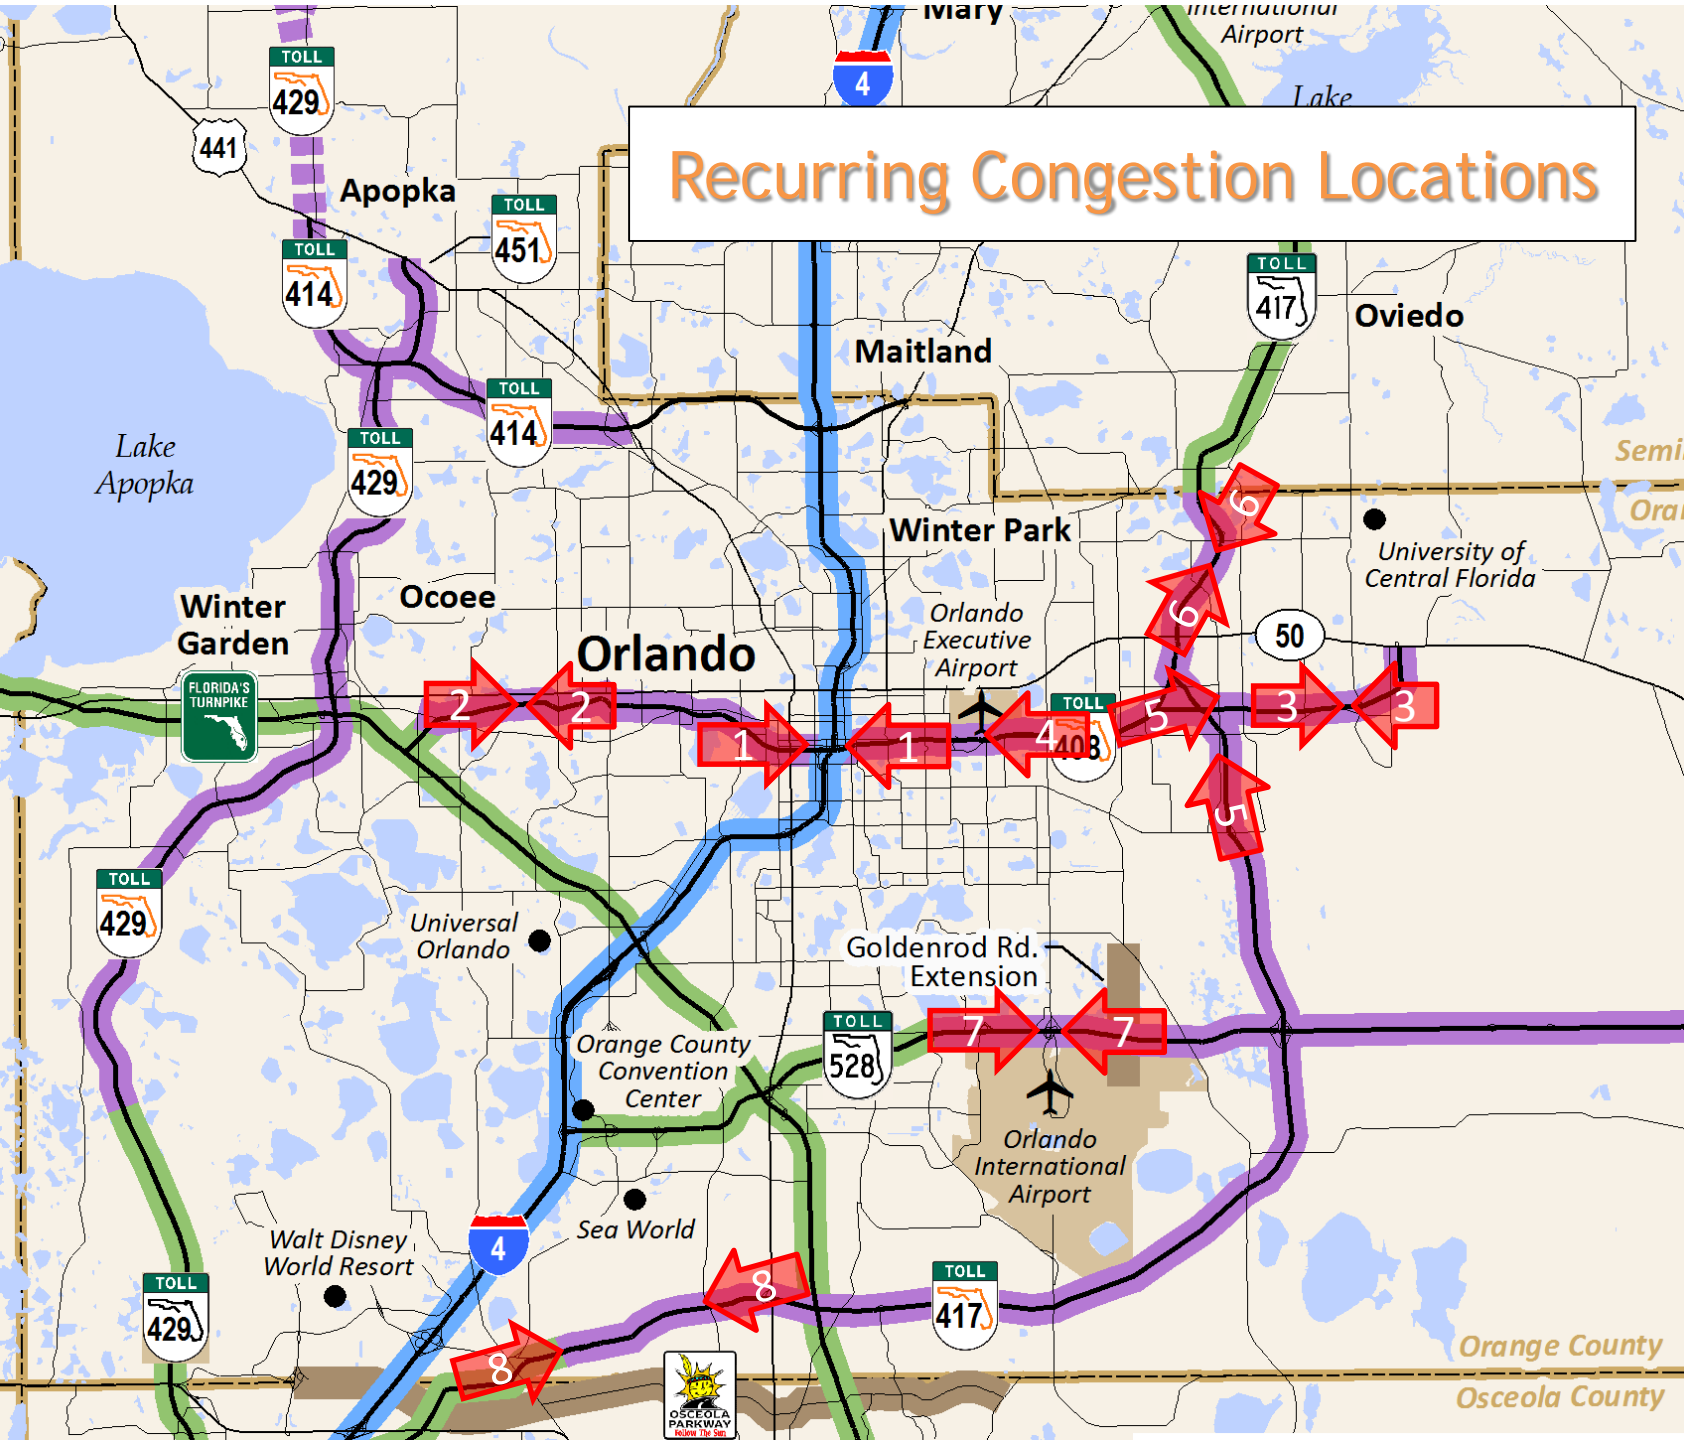 Mary
International
Airport
TOLL
429
4
Lake
441
Recurring Congestion Locations
Apopka
TOLL
451
TOLL
414
TOLL
417
Oviedo
Maitland
TOLL
414
Lake
Apopka
TOLL
429
Semi
Ora
6
Winter Park
University of
Central Florida
Winter
Garden
Ocoee
Orlando
Executive
Airport
6
50
Orlando
FLORIDA'S
TURNPIKE
2
2
1
1
4
TOLL
408
5
3
3
5
TOLL
429
Universal
Orlando
Goldenrod Rd.
Extension
TOLL
528
7
7
Orange County
Convention
Center
Orlando
International
Airport
Sea World
Walt Disney
World Resort
4
TOLL
429
8
TOLL
417
8
OSCEOLA
PARKWAY
Follow The Sun
Orange County
Osceola County